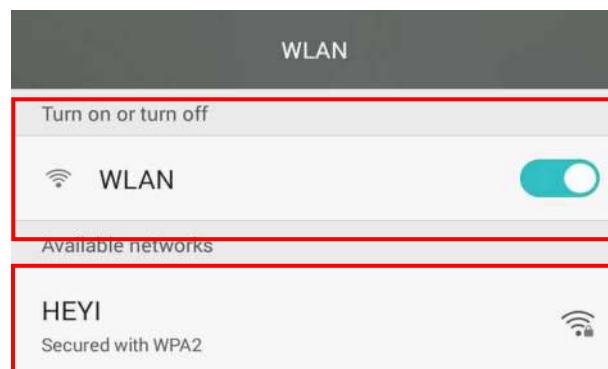 WLAN
Turn on or turn off
WLAN
Available networks
HEYI
Secured with WPA2